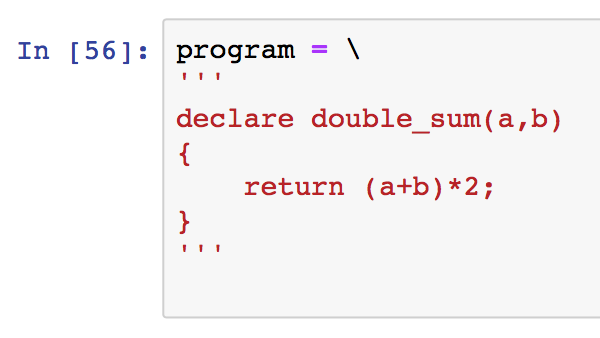 In [56]: program = \
'''
declare double_sum(a,b)
{
    return (a+b)*2;
}
'''